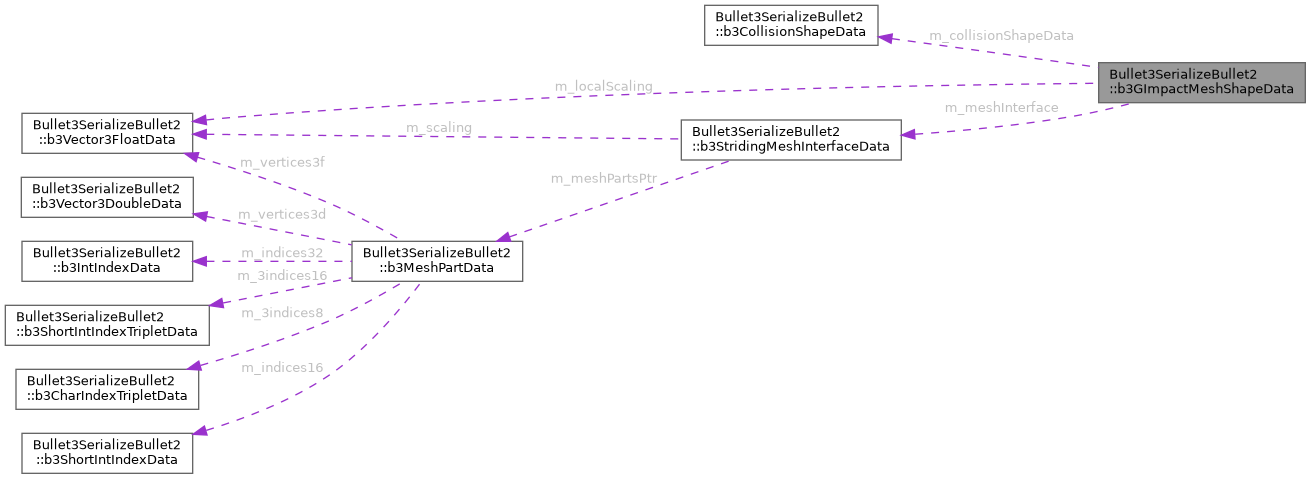 Bullet3SerializeBullet2
::b3CollisionShapeData
m_collisionShapeData
Bullet3SerializeBullet2
::b3GImpactMeshShapeData
m_localScaling
m_meshInterface
Bullet3SerializeBullet2
::b3Vector3FloatData
m_scaling
Bullet3SerializeBullet2
::b3StridingMeshInterfaceData
m_vertices3f
m_meshPartsPtr
Bullet3SerializeBullet2
::b3Vector3DoubleData
m_vertices3d
Bullet3SerializeBullet2
::b3IntIndexData
m_indices32
Bullet3SerializeBullet2
::b3MeshPartData
m_3indices16
Bullet3SerializeBullet2
::b3ShortIntIndexTripletData
m_3indices8
Bullet3SerializeBullet2
::b3CharIndexTripletData
m_indices16
Bullet3SerializeBullet2
::b3ShortIntIndexData